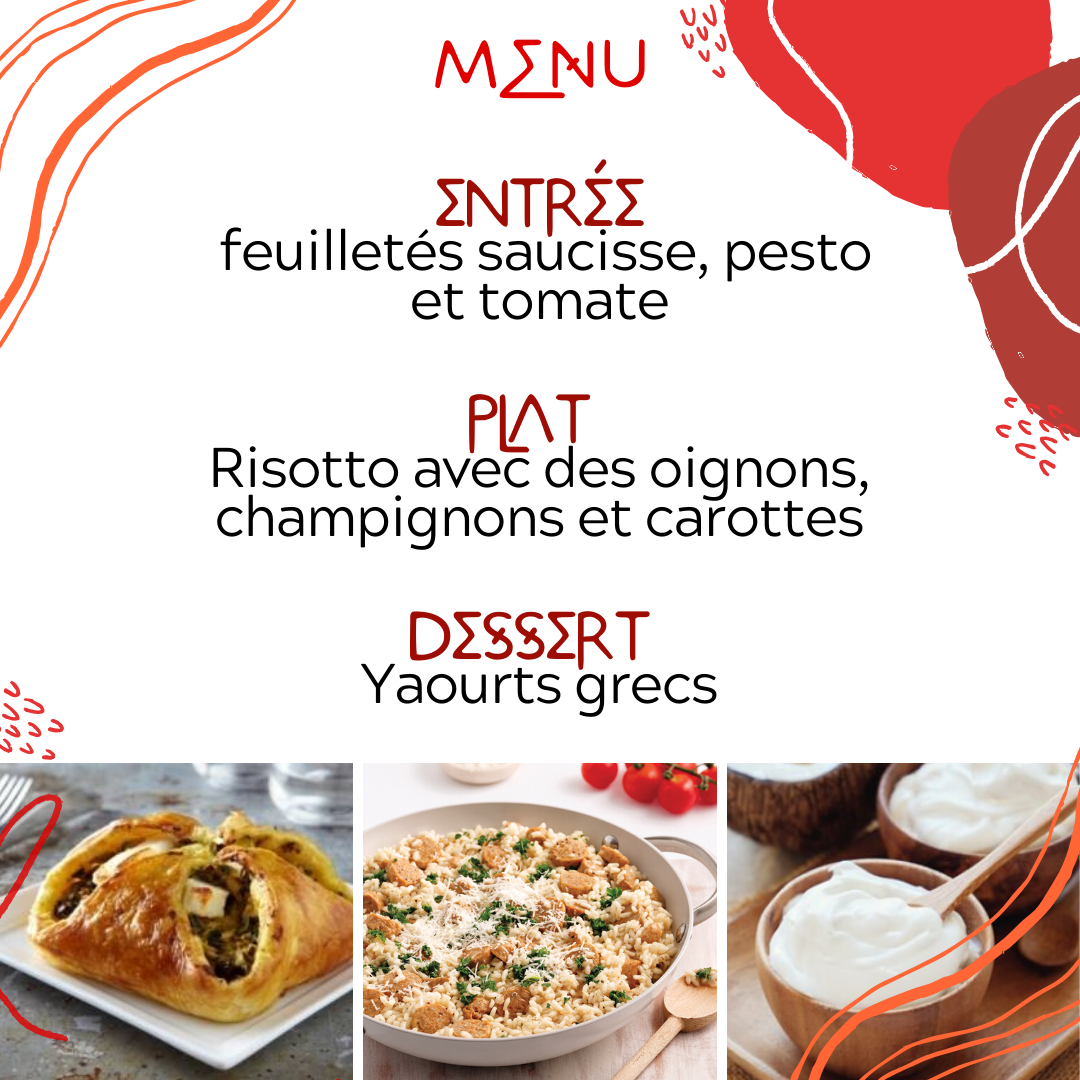 MENU
ENTRÉE
feuilletés saucisse, pesto
et tomate
PLAT
Risotto avec des oignons,
champignons et carottes
DESSERT
Yaourts grecs